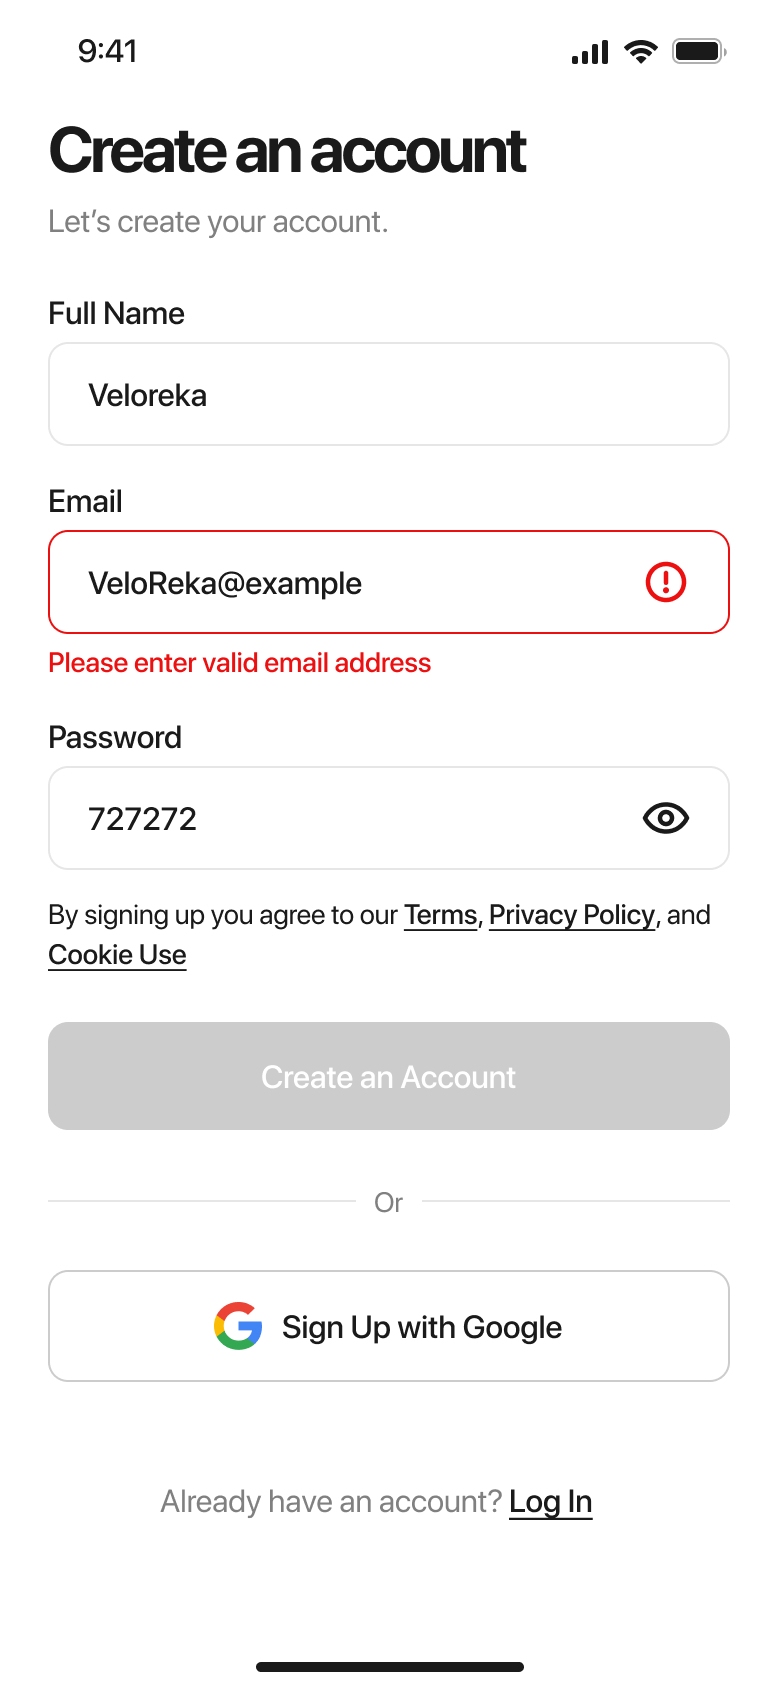 9:41
Create an account
Let’s create your account.
Full Name
Veloreka
Email
VeloReka@example
Please enter valid email address
Password
727272
By signing up you agree to our Terms, Privacy Policy, and
Cookie Use
Create an Account
Or
Sign Up with Google
Already have an account? Log In